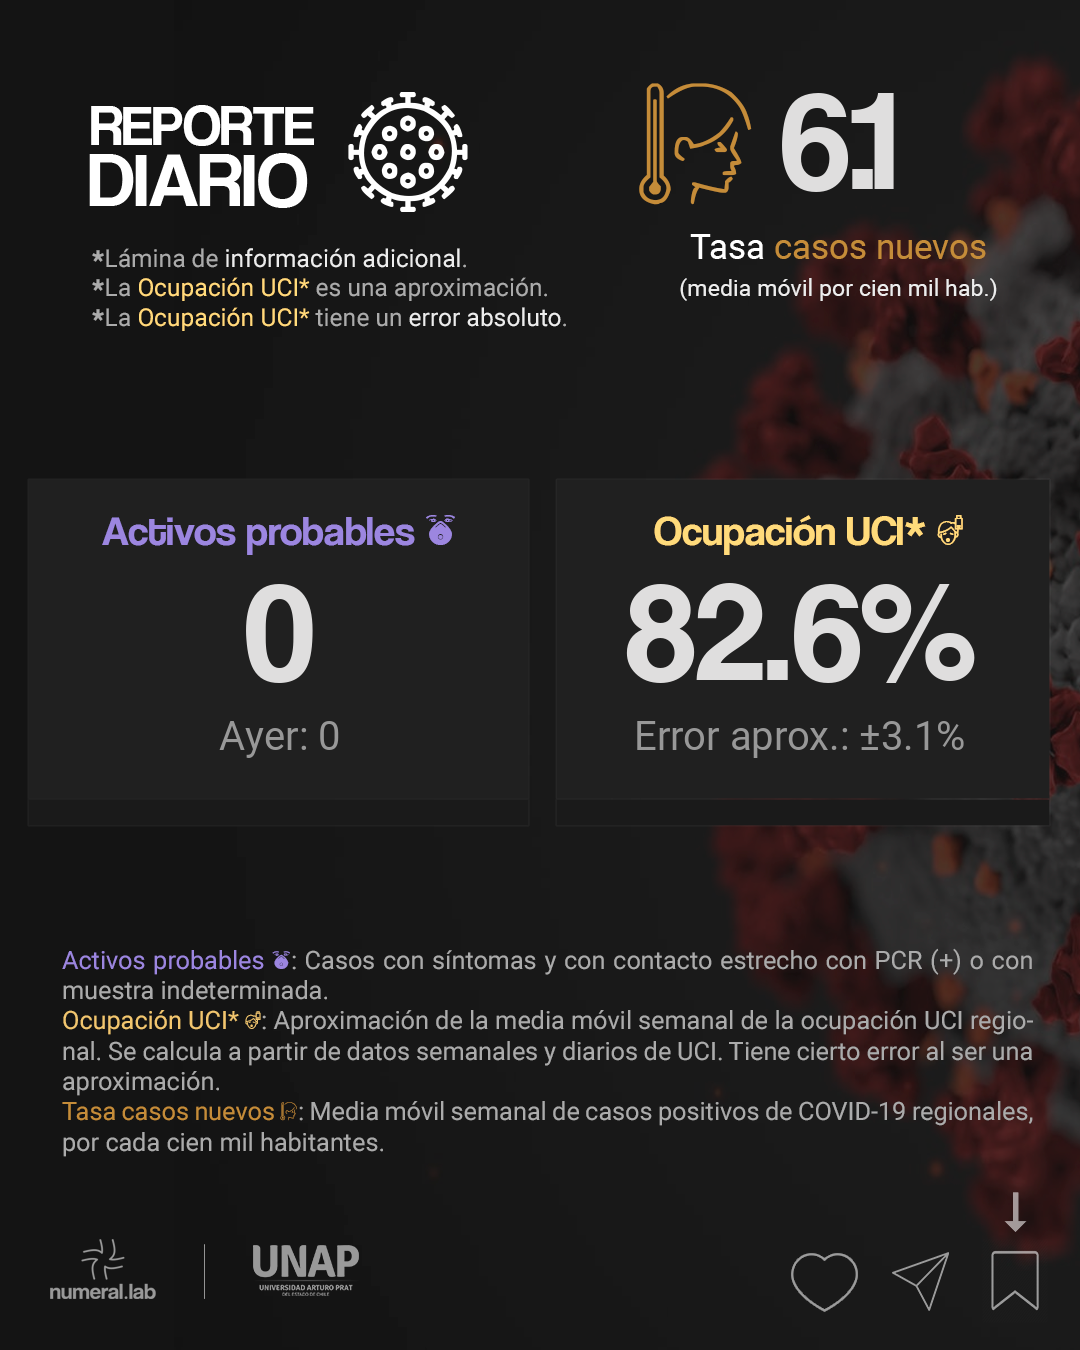 REPORTE
DIARIO
*Lámina de información adicional.
*La Ocupación UCI* es una aproximación.
*La Ocupación UCI* tiene un error absoluto.
6.1
Tasa casos nuevos
(media móvil por cien mil hab.)
Activos probables
0
Ayer: 0
Ocupación UCI*
82.6%
Error aprox.: ±3.1%
Activos probables : Casos con síntomas y con contacto estrecho con PCR (+) o con
muestra indeterminada.
Ocupación UCI* : Aproximación de la media móvil semanal de la ocupación UCI regio-
nal. Se calcula a partir de datos semanales y diarios de UCI. Tiene cierto error al ser una
aproximación.
Tasa casos nuevos : Media móvil semanal de casos positivos de COVID-19 regionales,
por cada cien mil habitantes.
numeral.lab
UNAP
UNIVERSIDAD ARTURO PRAT
DEL ESTADO DE CHILE